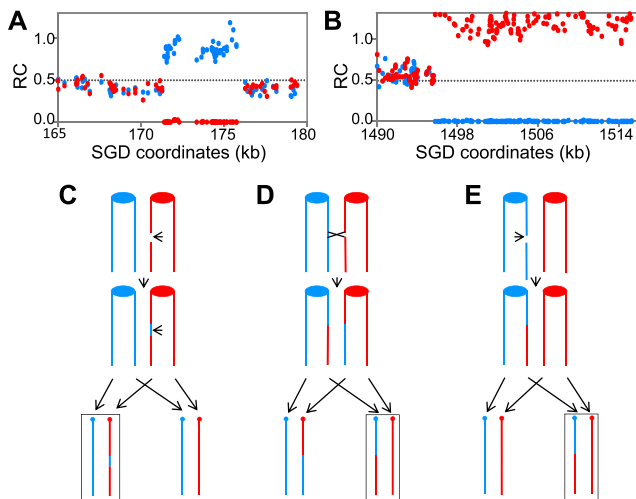 A
B
RC
1.0
0.5
0.0
165
170
175
180
SGD coordinates (kb)
RC
1.0
0.5
0.0
1490
1498
1506
1514
SGD coordinates (kb)
C
D
E